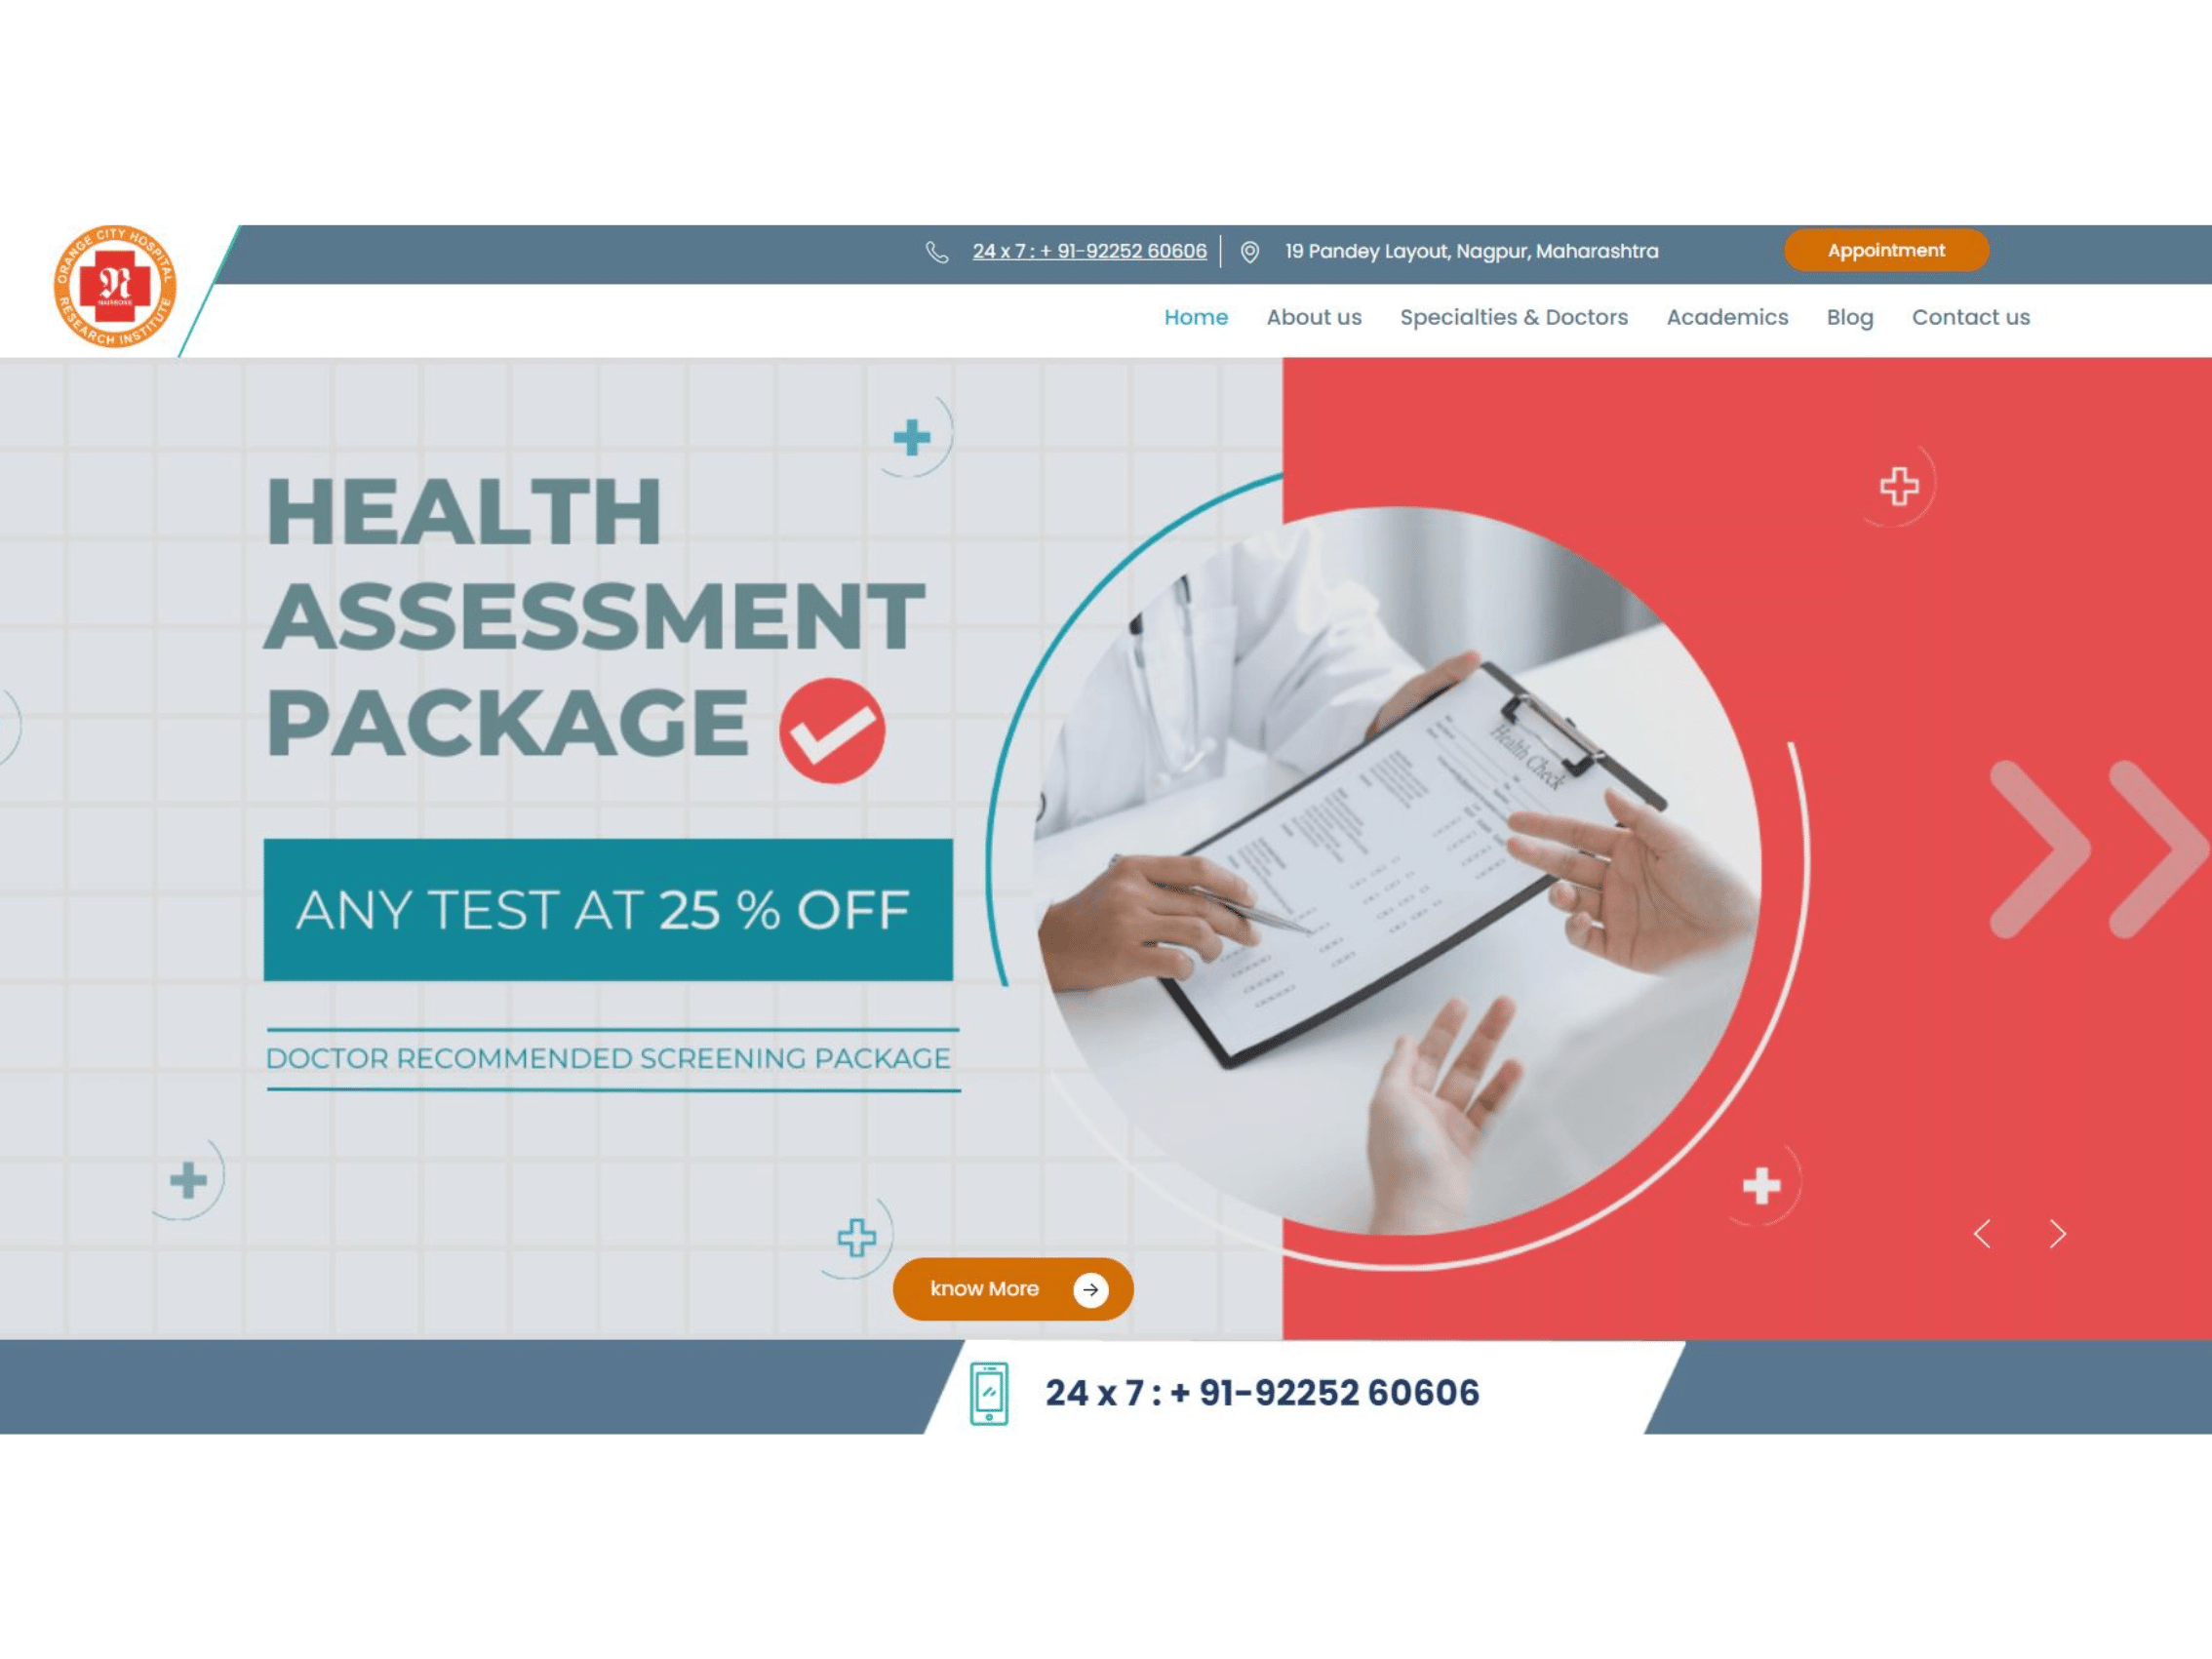 ORANGE CITY HOSPITAL
RESEARCH INSTITUTE
24 x 7 : + 91-92252 60606
19 Pandey Layout, Nagpur, Maharashtra
Appointment
Home
About us
Specialties & Doctors
Academics
Blog
Contact us
HEALTH
ASSESSMENT
PACKAGE
Health Check
ANY TEST AT 25 % OFF
DOCTOR RECOMMENDED SCREENING PACKAGE
know More
24 x 7 : + 91-92252 60606